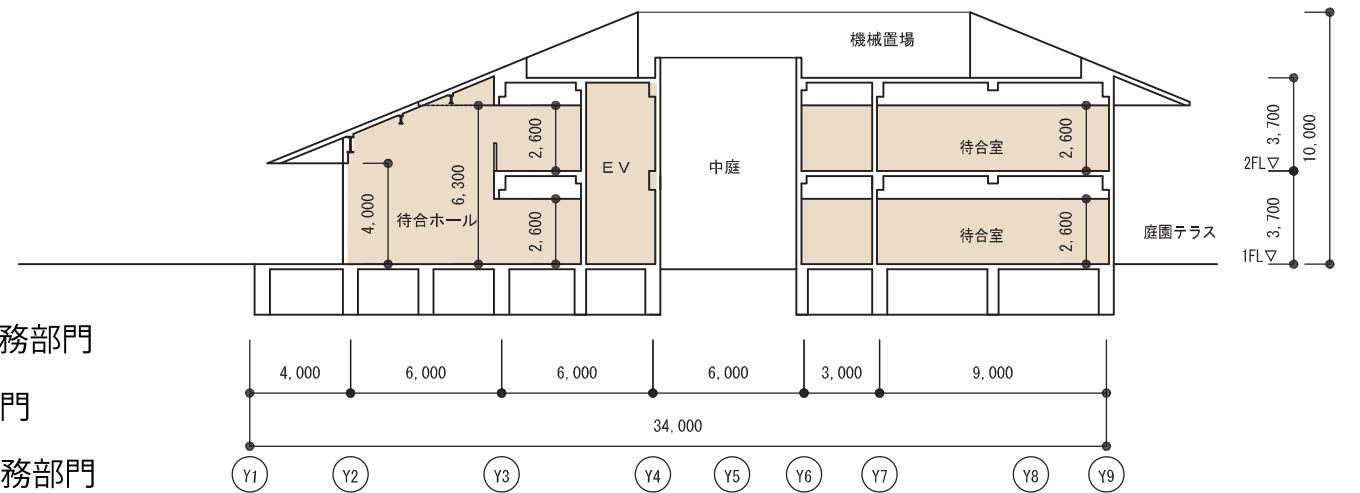 機械置場
10,000
3,700
2,600
2,600
待合室
2,600
EV
中庭
2FL▽
6,300
4,000
待合ホール
3,700
2,600
待合室
2,600
庭園テラス
1FL▽
務部門
4,000 6,000 6,000 6,000 3,000 9,000
門
34,000
務部門
Y1 Y2 Y3 Y4 Y5 Y6 Y7 Y8 Y9